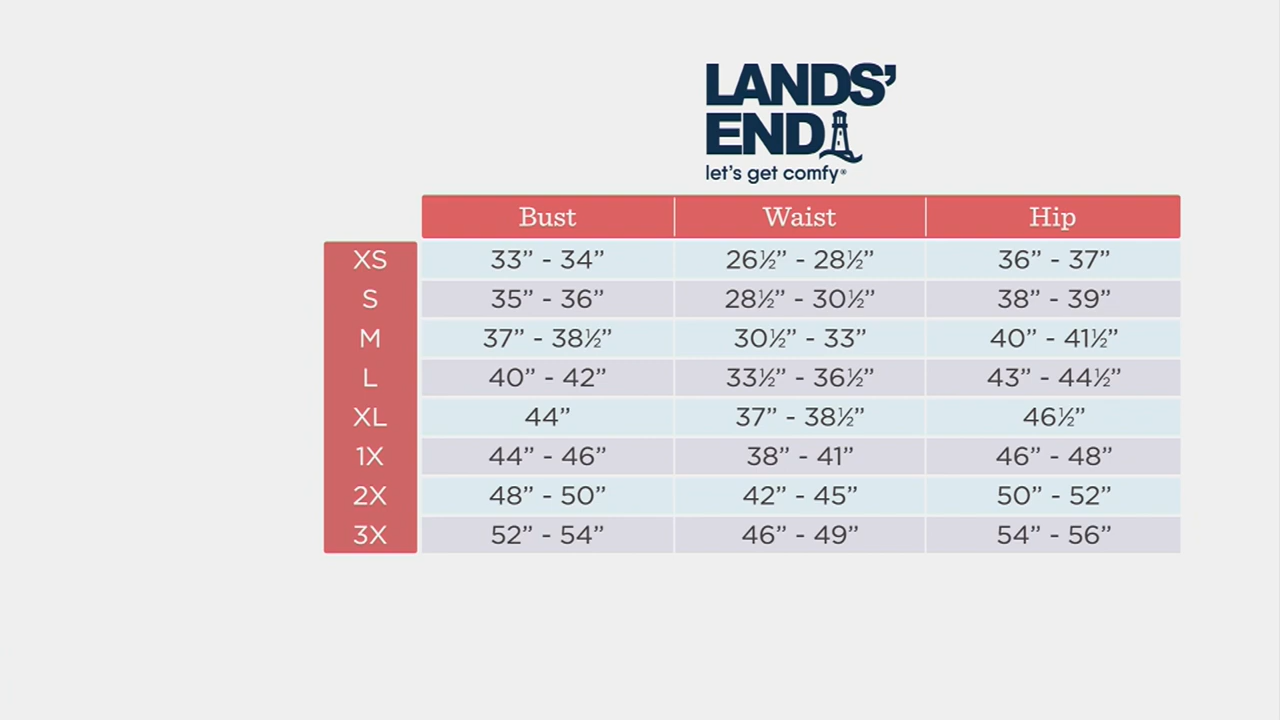 LANDS’
END
let’s get comfy®
Bust Waist Hip
XS 33” - 34” 26½” - 28½” 36” - 37”
S 35” - 36” 28½” - 30½” 38” - 39”
M 37” - 38½” 30½” - 33” 40” - 41½”
L 40” - 42” 33½” - 36½” 43” - 44½”
XL 44” 37” - 38½” 46½”
1X 44” - 46” 38” - 41” 46” - 48”
2X 48” - 50” 42” - 45” 50” - 52”
3X 52” - 54” 46” - 49” 54” - 56”